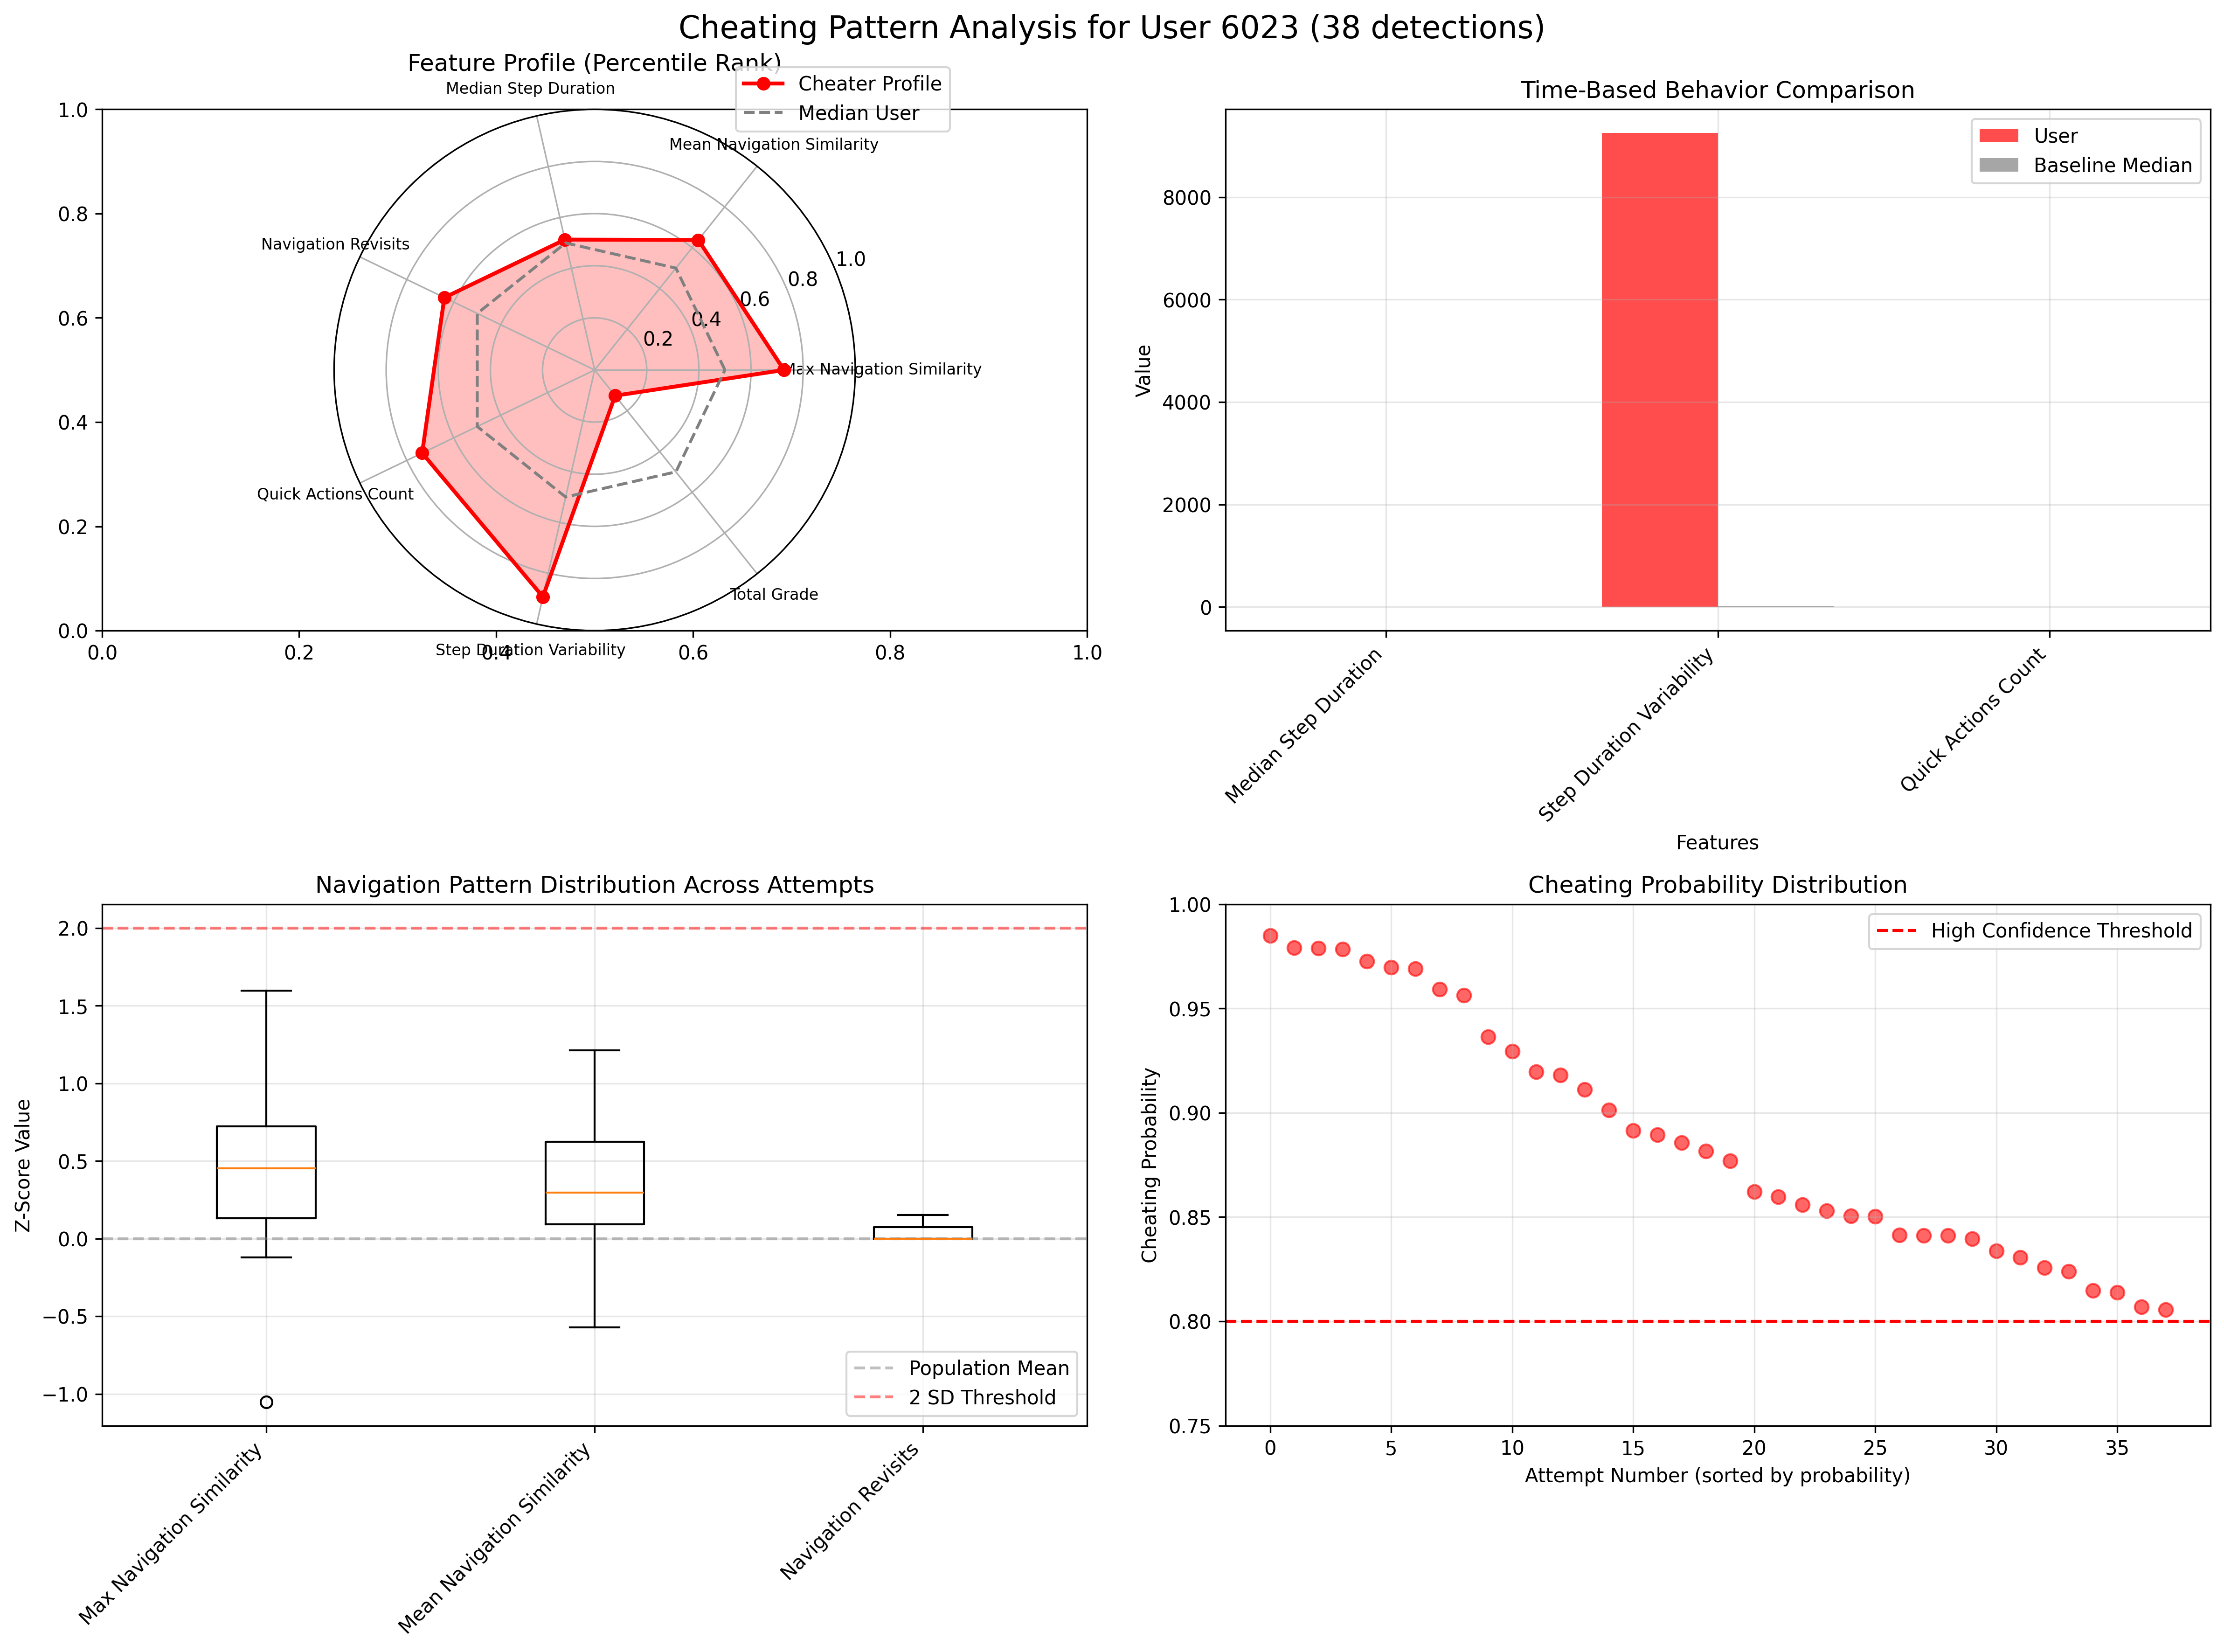 Cheating Pattern Analysis for User 6023 (38 detections)
Feature Profile (Percentile Rank)
Cheater Profile
Median User
Median Step Duration
Mean Navigation Similarity
Navigation Revisits
Max Navigation Similarity
Quick Actions Count
Total Grade
Step Duration Variability
0.2
0.4
0.6
0.8
1.0
1.0
0.8
0.6
0.4
0.2
0.0
0.0
0.2
0.4
0.6
0.8
1.0
Time-Based Behavior Comparison
User
Baseline Median
Value
8000
6000
4000
2000
0
Median Step Duration
Step Duration Variability
Quick Actions Count
Features
Navigation Pattern Distribution Across Attempts
Z-Score Value
2.0
1.5
1.0
0.5
0.0
−0.5
−1.0
Population Mean
2 SD Threshold
Max Navigation Similarity
Mean Navigation Similarity
Navigation Revisits
Cheating Probability Distribution
High Confidence Threshold
Cheating Probability
1.00
0.95
0.90
0.85
0.80
0.75
0
5
10
15
20
25
30
35
Attempt Number (sorted by probability)